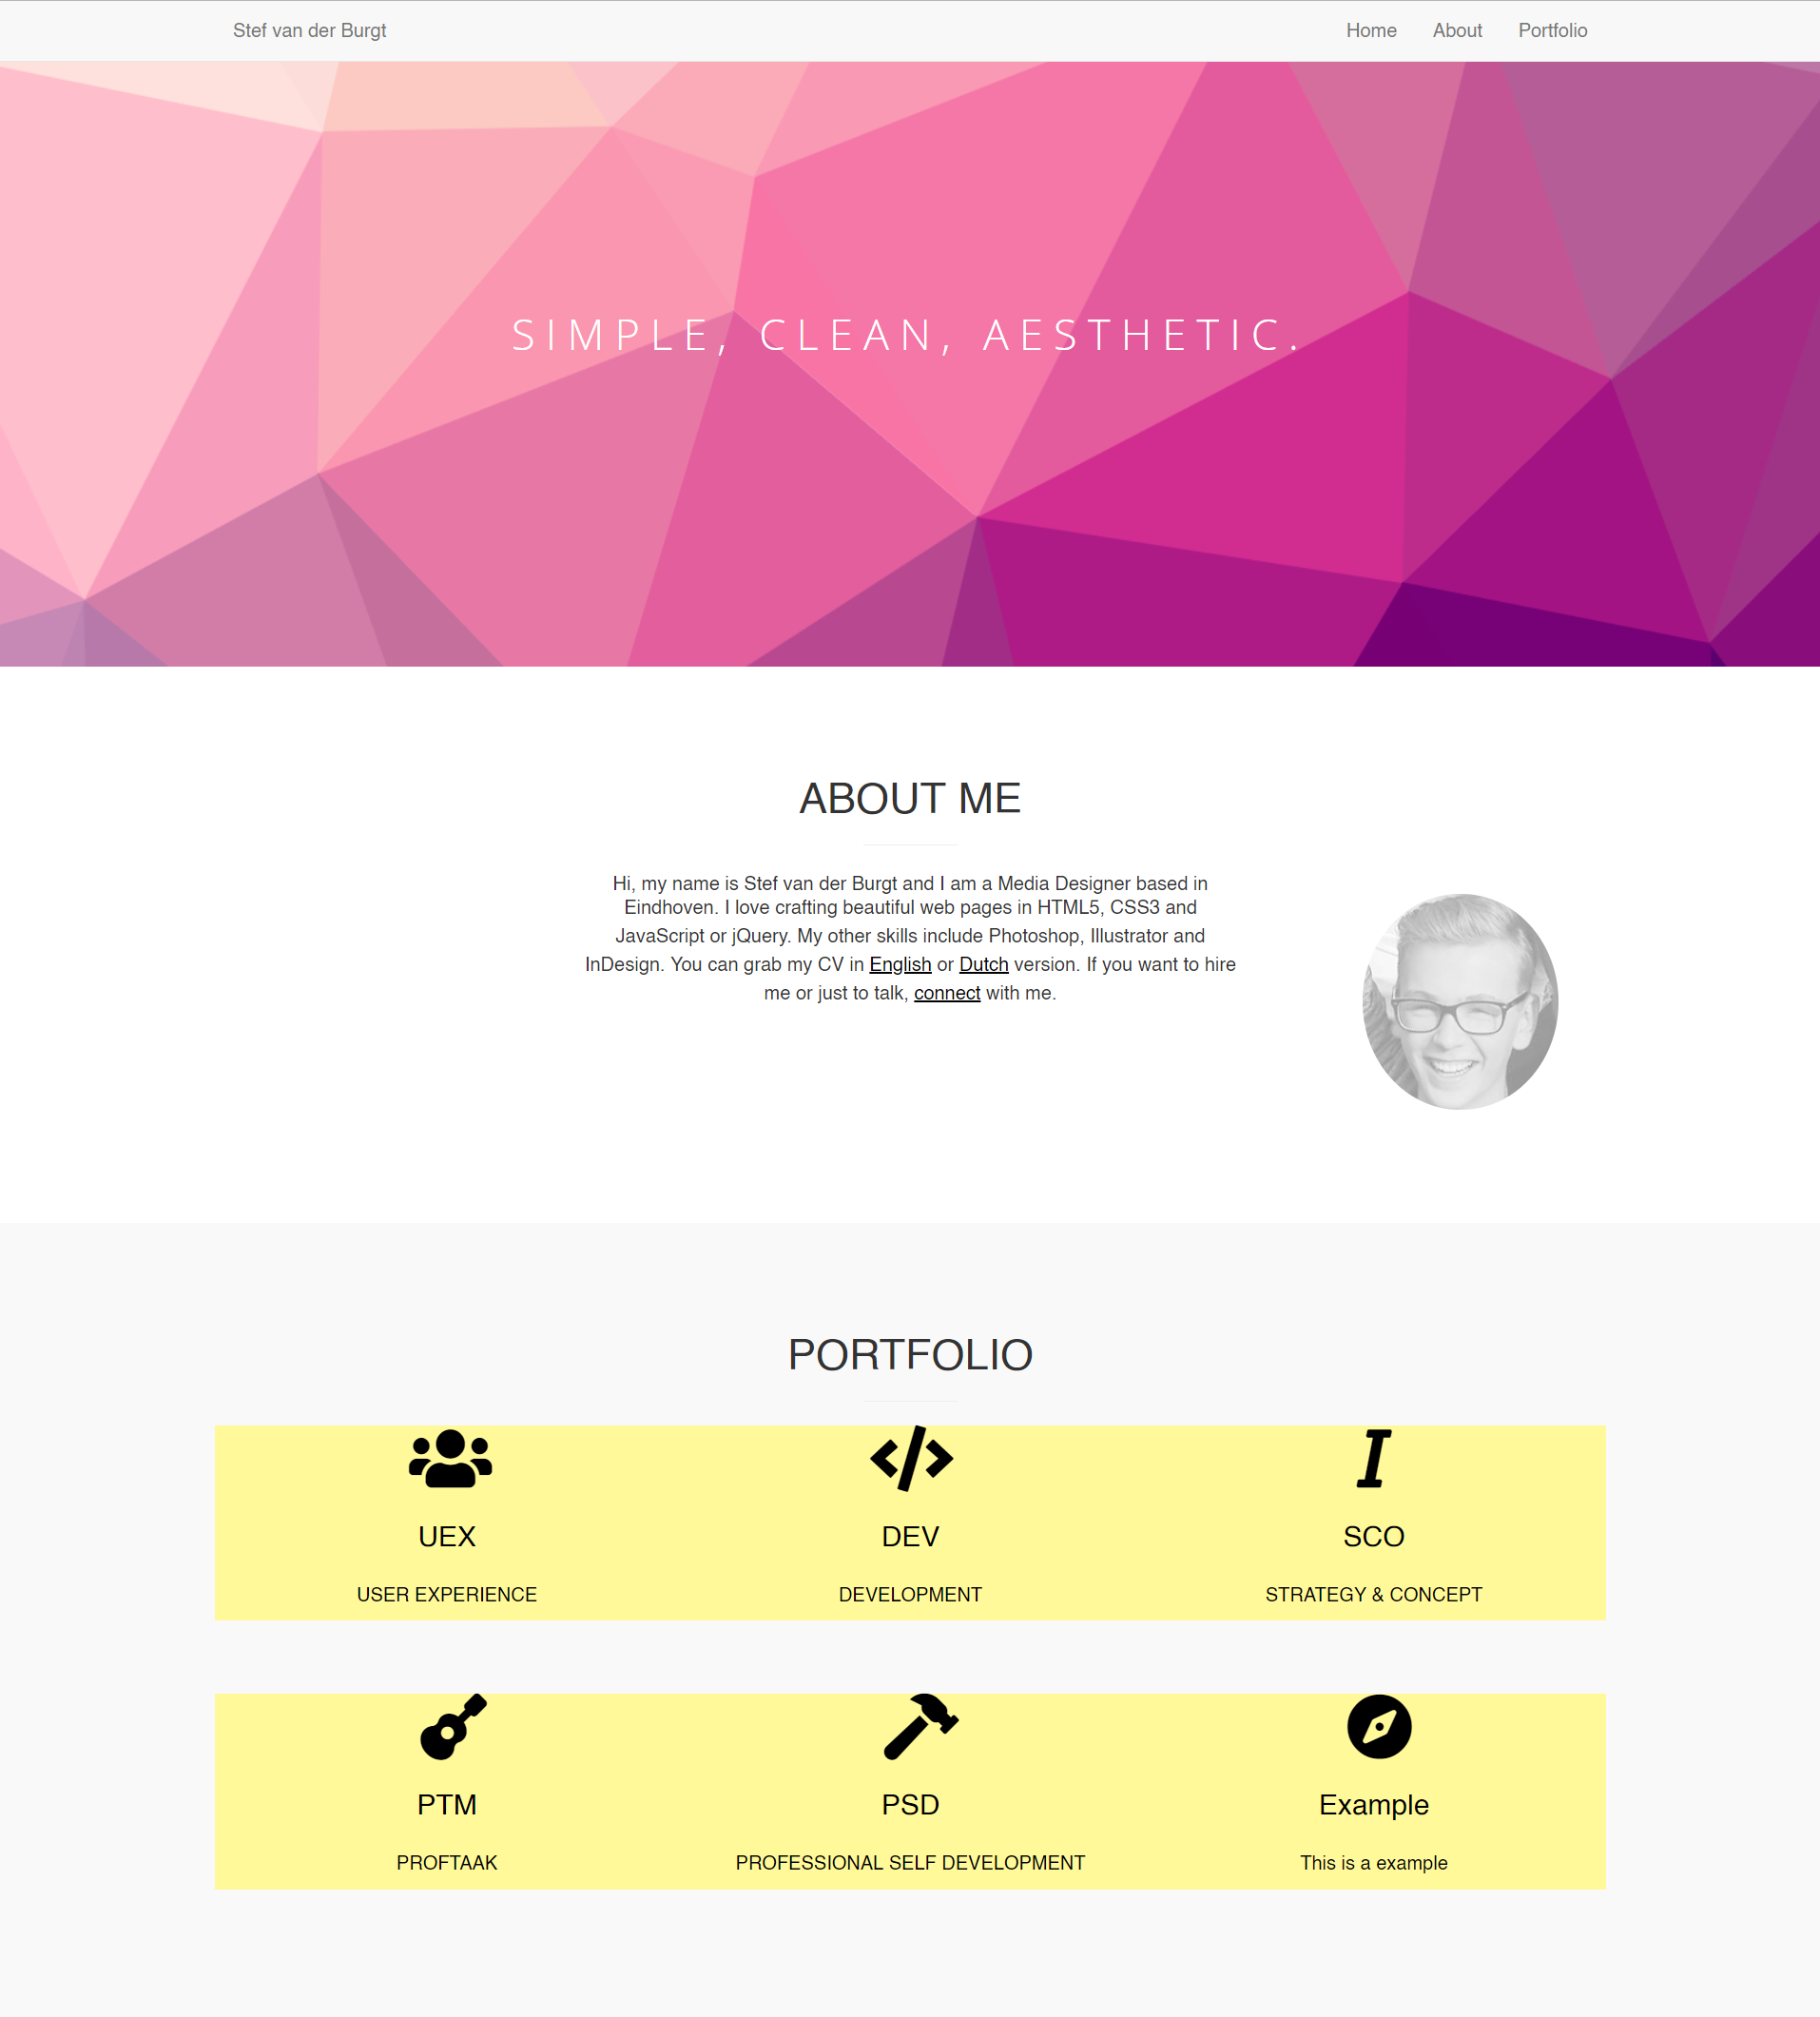 Stef van der Burgt
Home About Portfolio
SIMPLE, CLEAN, AESTHETIC.
ABOUT ME
Hi, my name is Stef van der Burgt and I am a Media Designer based in
Eindhoven. I love crafting beautiful web pages in HTML5, CSS3 and
JavaScript or jQuery. My other skills include Photoshop, Illustrator and
InDesign. You can grab my CV in English or Dutch version. If you want to hire
me or just to talk, connect with me.
PORTFOLIO
UEX DEV SCO
USER EXPERIENCE DEVELOPMENT STRATEGY & CONCEPT
PTM PSD Example
PROFTAAK PROFESSIONAL SELF DEVELOPMENT This is a example